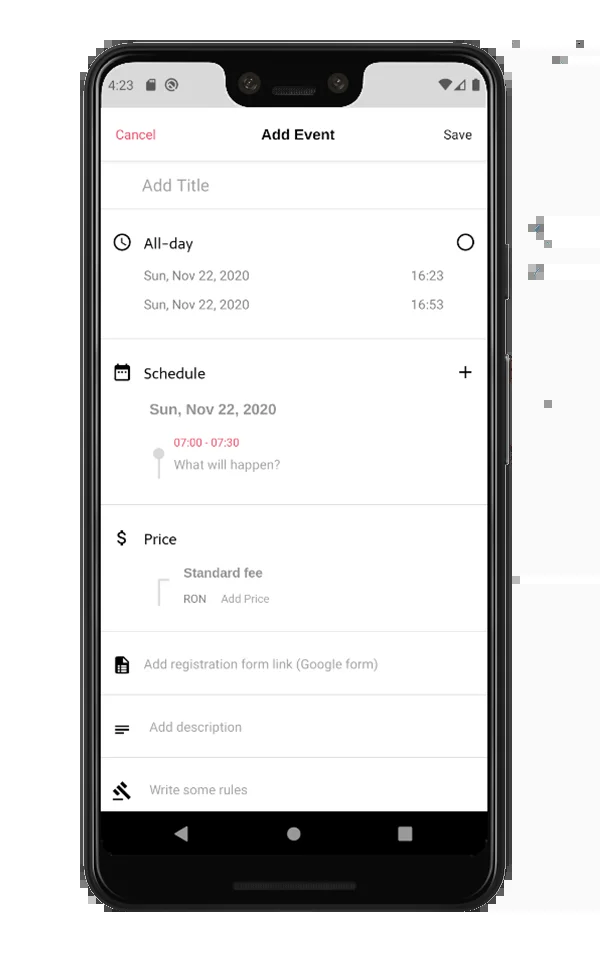 4:23
Cancel Add Event Save
Add Title
All-day
Sun, Nov 22, 2020 16:23
Sun, Nov 22, 2020 16:53
Schedule
Sun, Nov 22, 2020
07:00 - 07:30
What will happen?
$ Price
Standard fee
RON Add Price
Add registration form link (Google form)
Add description
Write some rules